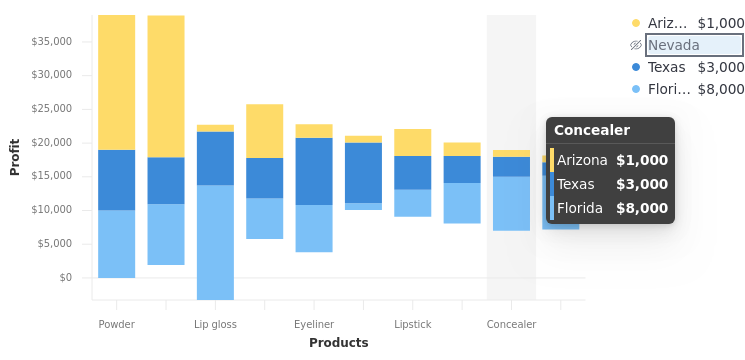 Ariz... $1,000
Nevada
Texas $3,000
Flori... $8,000
Profit
$35,000
$30,000
$25,000
$20,000
$15,000
$10,000
$5,000
$0
Concealer
Arizona $1,000
Texas $3,000
Florida $8,000
Powder Lip gloss Eyeliner Lipstick Concealer
Products